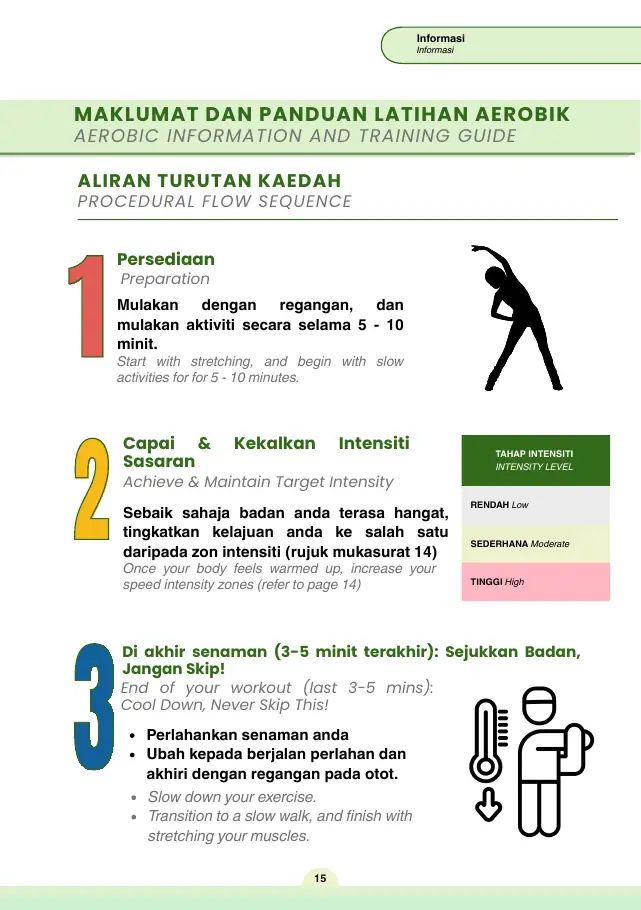 Informasi
Informasi
MAKLUMAT DAN PANDUAN LATIHAN AEROBIK
AEROBIC INFORMATION AND TRAINING GUIDE
ALIRAN TURUTAN KAEDAH
PROCEDURAL FLOW SEQUENCE
1
Persediaan
Preparation
Mulakan dengan regangan, dan
mulakan aktiviti secara selama 5 - 10
minit.
Start with stretching, and begin with slow
activities for for 5 - 10 minutes.
2
Capai & Kekalkan Intensiti
Sasaran
Achieve & Maintain Target Intensity
Sebaik sahaja badan anda terasa hangat,
tingkatkan kelajuan anda ke salah satu
daripada zon intensiti (rujuk mukasurat 14)
Once your body feels warmed up, increase your
speed intensity zones (refer to page 14)
TAHAP INTENSITI
INTENSITY LEVEL
RENDAH Low
SEDERHANA Moderate
TINGGI High
3
Di akhir senaman (3-5 minit terakhir): Sejukkan Badan,
Jangan Skip!
End of your workout (last 3-5 mins):
Cool Down, Never Skip This!
• Perlahankan senaman anda
• Ubah kepada berjalan perlahan dan
akhiri dengan regangan pada otot.
• Slow down your exercise.
• Transition to a slow walk, and finish with
stretching your muscles.
15